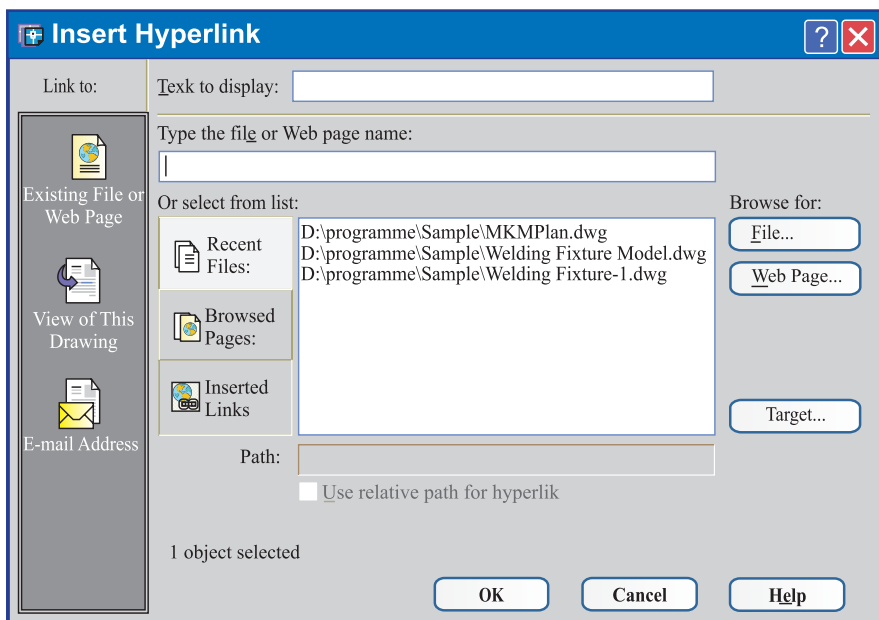 Insert Hyperlink
?
Link to:
Texk to display:
Type the file or Web page name:
Existing File or
Web Page
Or select from list:
Browse for:
Recent
Files:
D:\programme\Sample\MKMPlan.dwg
D:\programme\Sample\Welding Fixture Model.dwg
D:\programme\Sample\Welding Fixture-1.dwg
File...
Web Page...
View of This
Drawing
Browsed
Pages:
Inserted
Links
E-mail Address
Target...
Path:
Use relative path for hyperlik
1 object selected
OK
Cancel
Help